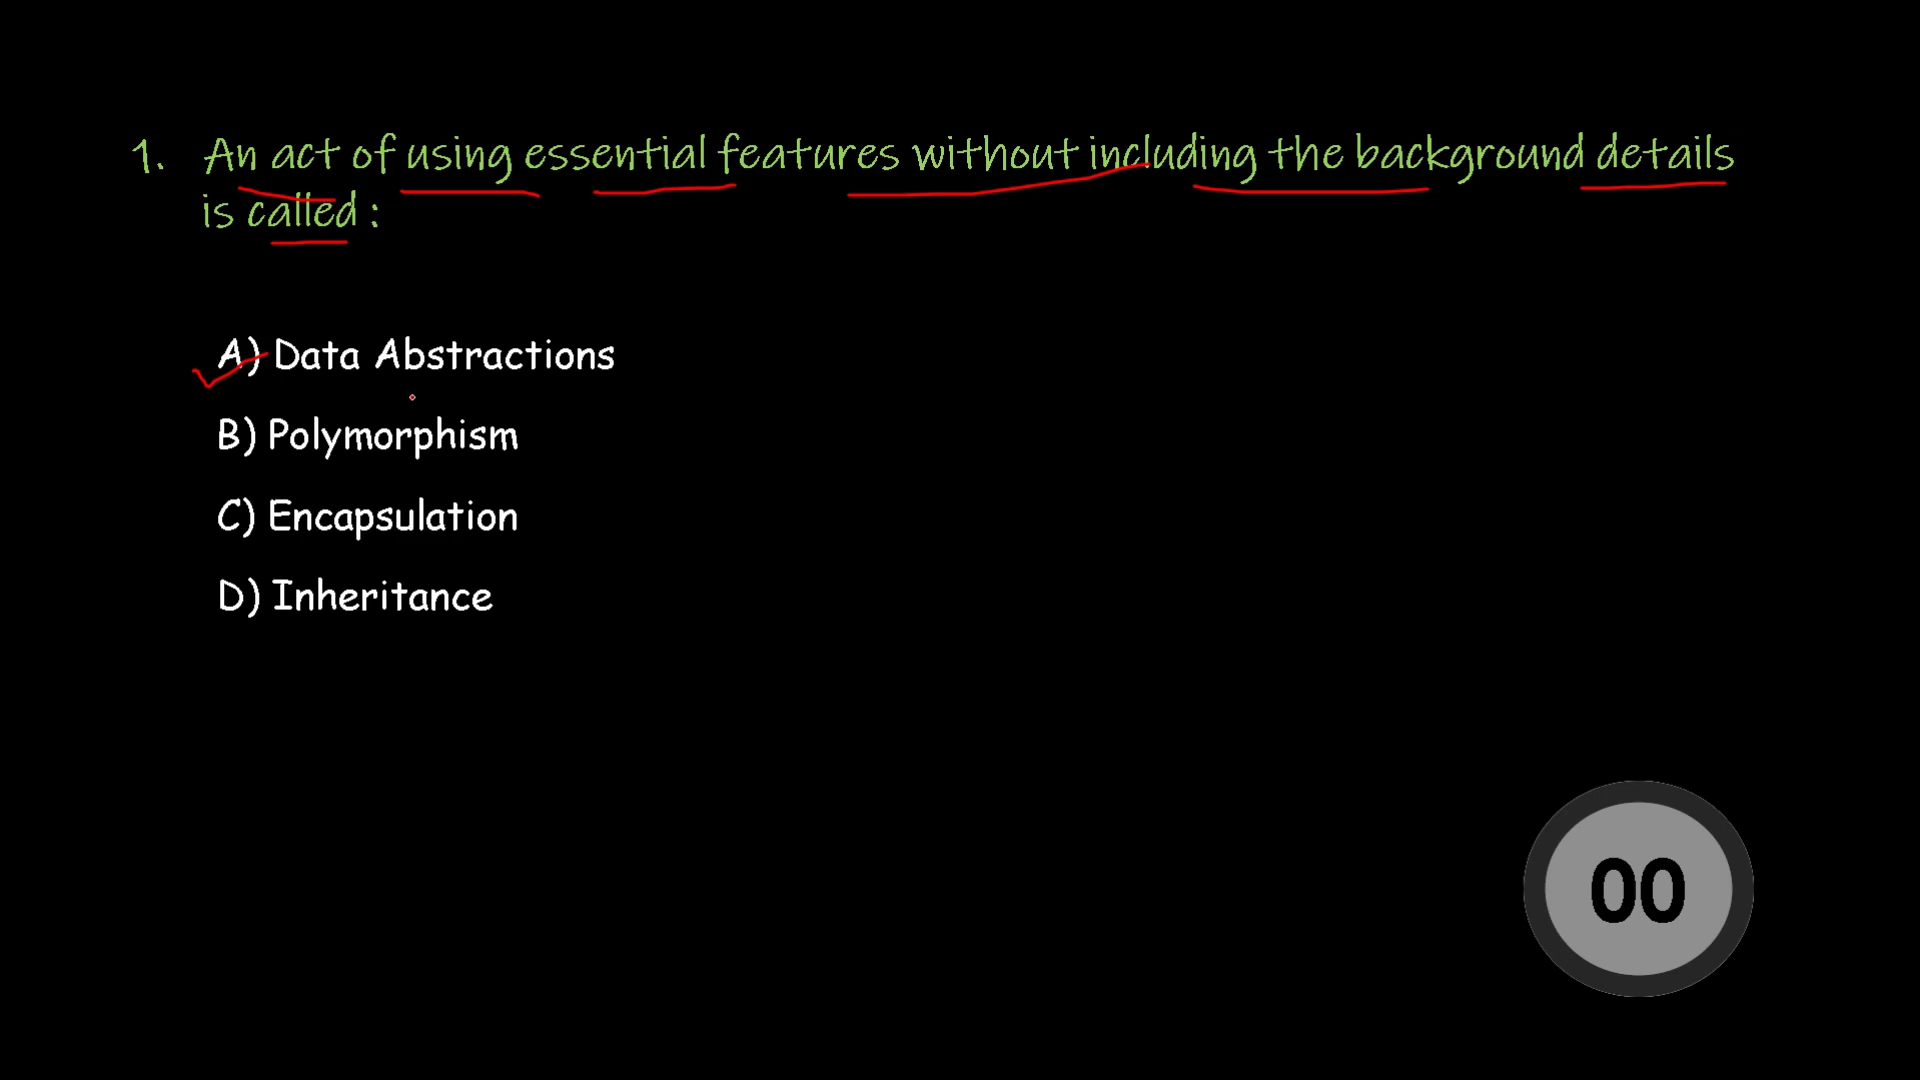 1. An act of using essential features without including the background details
is called :
A) Data Abstractions
B) Polymorphism
C) Encapsulation
D) Inheritance
00